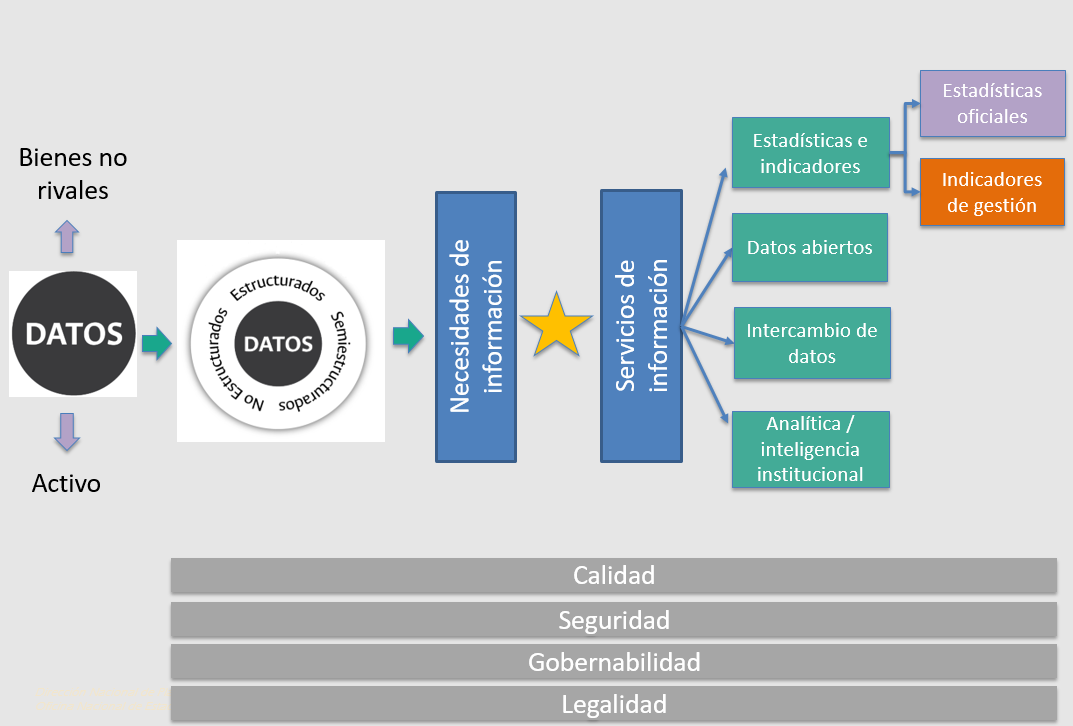 Bienes no
rivales
DATOS
Activo
Estructurados
Semiestructurados
No Estructurados
DATOS
Necesidades de
información
Servicios de
información
Estadísticas e
indicadores
Datos abiertos
Intercambio de
datos
Analítica /
inteligencia
institucional
Estadísticas
oficiales
Indicadores
de gestión
Calidad
Seguridad
Gobernabilidad
Legalidad